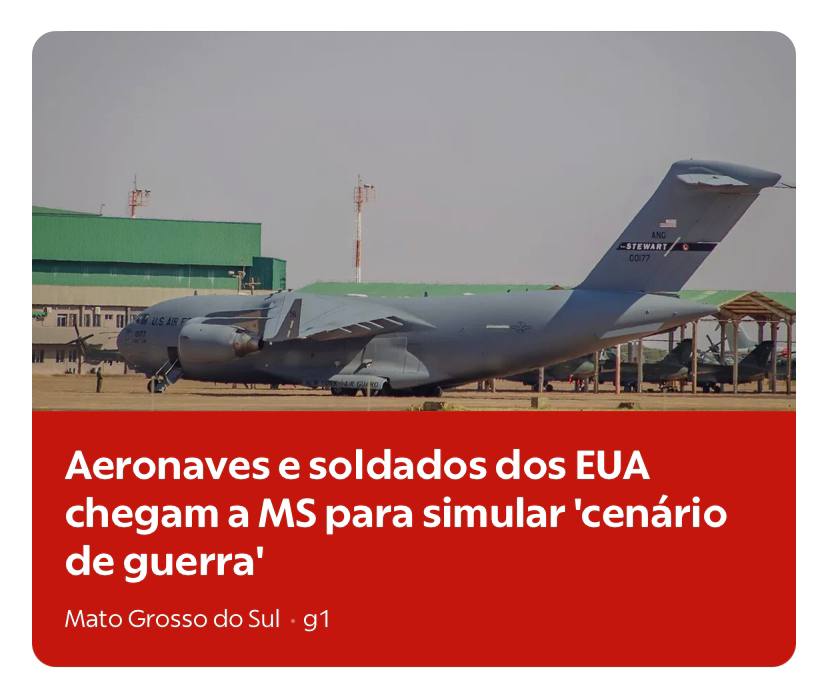 U.S. AIR F
ANG
STEWART
00177
Aeronaves e soldados dos EUA
chegam a MS para simular 'cenário
de guerra'
Mato Grosso do Sul • g1